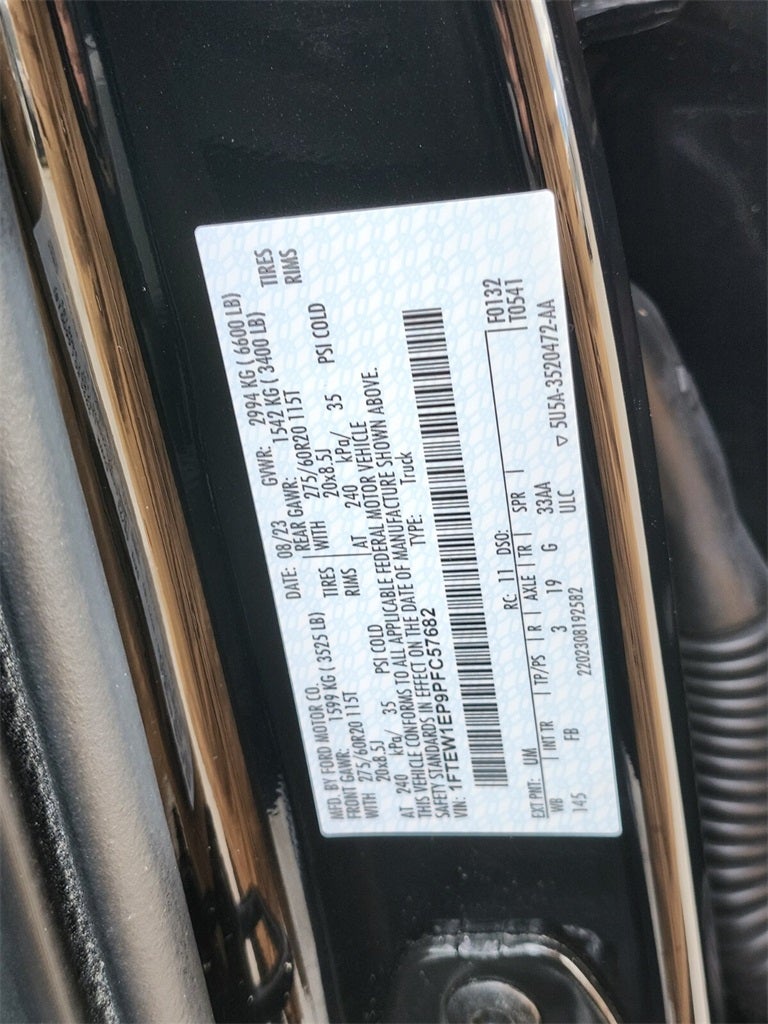 MFD. BY FORD MOTOR CO. DATE: 08/23 GVWR: 2994 KG ( 6600 LB)
FRONT GAWR: 1599 KG ( 3525 LB) REAR GAWR: 1542 KG ( 3400 LB)
WITH 275/60R20 115T TIRES WITH 275/60R20 115T TIRES
20x8.5J RIMS 20x8.5J RIMS
AT 240 kPa/ 35 PSI COLD AT 240 kPa/ 35 PSI COLD
THIS VEHICLE CONFORMS TO ALL APPLICABLE FEDERAL MOTOR VEHICLE
SAFETY STANDARDS IN EFFECT ON THE DATE OF MANUFACTURE SHOWN ABOVE.
VIN: 1FTEW1EP9PFC57682 TYPE: Truck
F0132
EXT PNT: UM RC: 11 DSO: T0541
WB INT TR TP/PS R AXLE TR SPR
145 FB 3 19 G 33AA
2202308192582 ULC ▽ 5U5A-3520472-AA